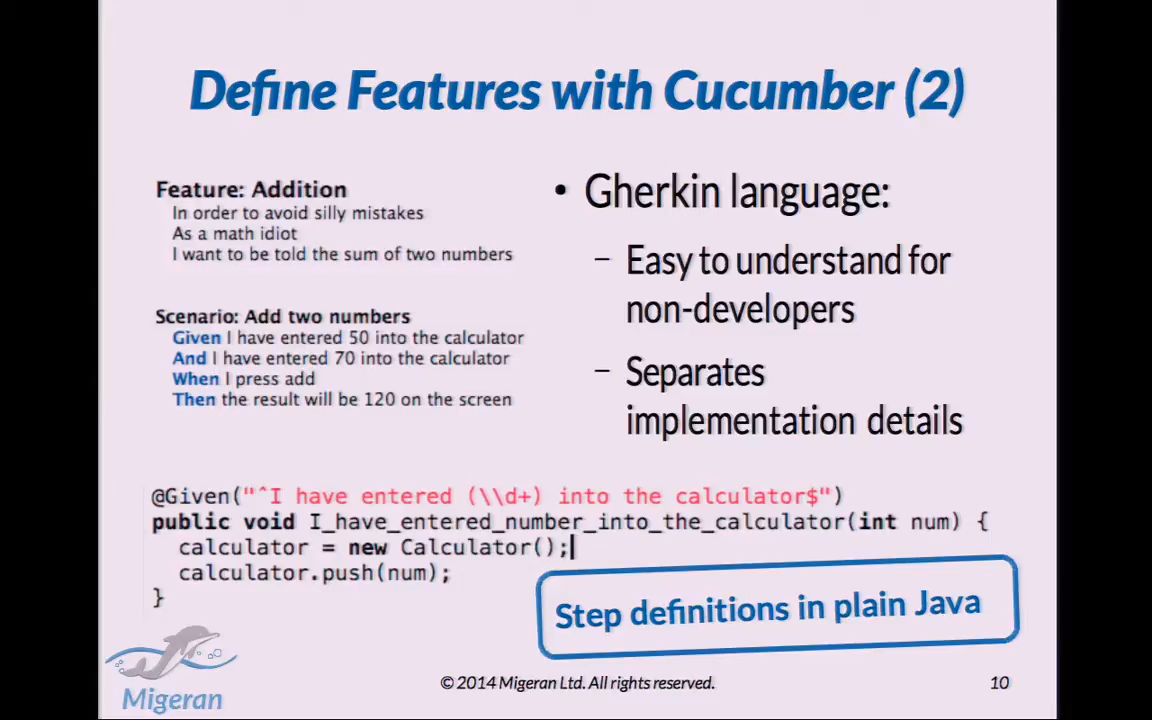 Define Features with Cucumber (2)
Feature: Addition
In order to avoid silly mistakes
As a math idiot
I want to be told the sum of two numbers
Scenario: Add two numbers
Given I have entered 50 into the calculator
And I have entered 70 into the calculator
When I press add
Then the result will be 120 on the screen
• Gherkin language:
– Easy to understand for
non-developers
– Separates
implementation details
@Given("^I have entered (\\d+) into the calculator$")
public void I_have_entered_number_into_the_calculator(int num) {
calculator = new Calculator();
calculator.push(num);
}
Step definitions in plain Java
Migeran
© 2014 Migeran Ltd. All rights reserved.
10